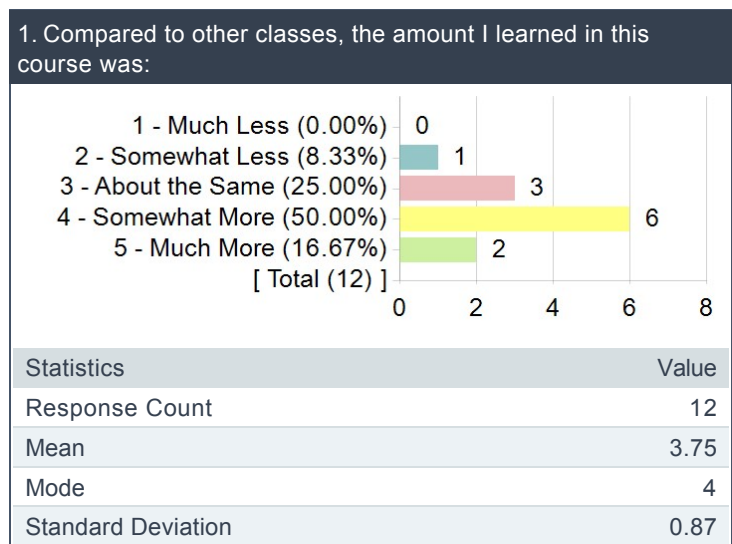 1. Compared to other classes, the amount I learned in this
course was:
1 - Much Less (0.00%) 0
2 - Somewhat Less (8.33%) 1
3 - About the Same (25.00%) 3
4 - Somewhat More (50.00%) 6
5 - Much More (16.67%) 2
[ Total (12) ]
0 2 4 6 8
Statistics Value
Response Count 12
Mean 3.75
Mode 4
Standard Deviation 0.87